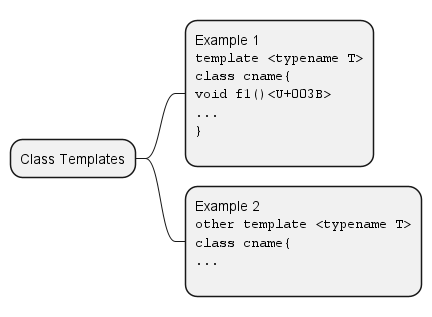 Class Templates
Example 1
template <typename T>
class cname{
void f1()<U+003B>
...
}
Example 2
other template <typename T>
class cname{
...